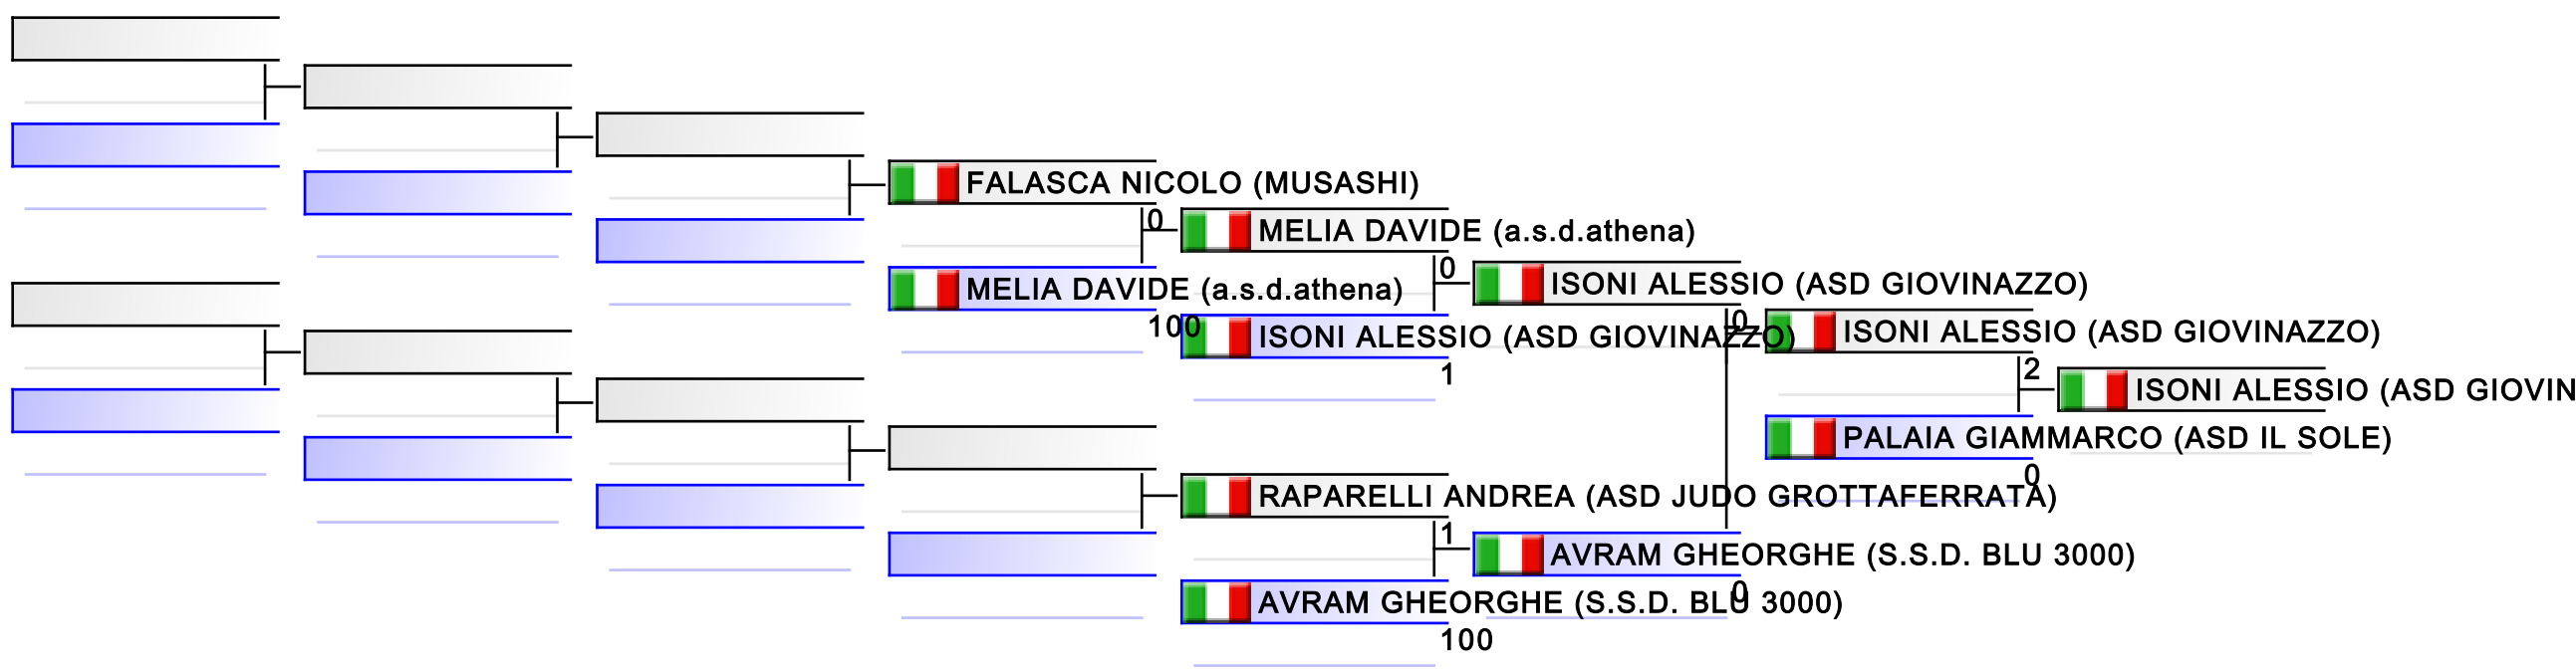 FALASCA NICOLO (MUSASHI)
0
MELIA DAVIDE (a.s.d.athena)
0
MELIA DAVIDE (a.s.d.athena)
100
ISONI ALESSIO (ASD GIOVINAZZO)
ISONI ALESSIO (ASD GIOVINAZZO)
1
0
ISONI ALESSIO (ASD GIOVINAZZO)
2
ISONI ALESSIO (ASD GIOVIN
PALAIA GIAMMARCO (ASD IL SOLE)
0
RAPARELLI ANDREA (ASD JUDO GROTTAFERRATA)
1
AVRAM GHEORGHE (S.S.D. BLU 3000)
0
AVRAM GHEORGHE (S.S.D. BLU 3000)
100